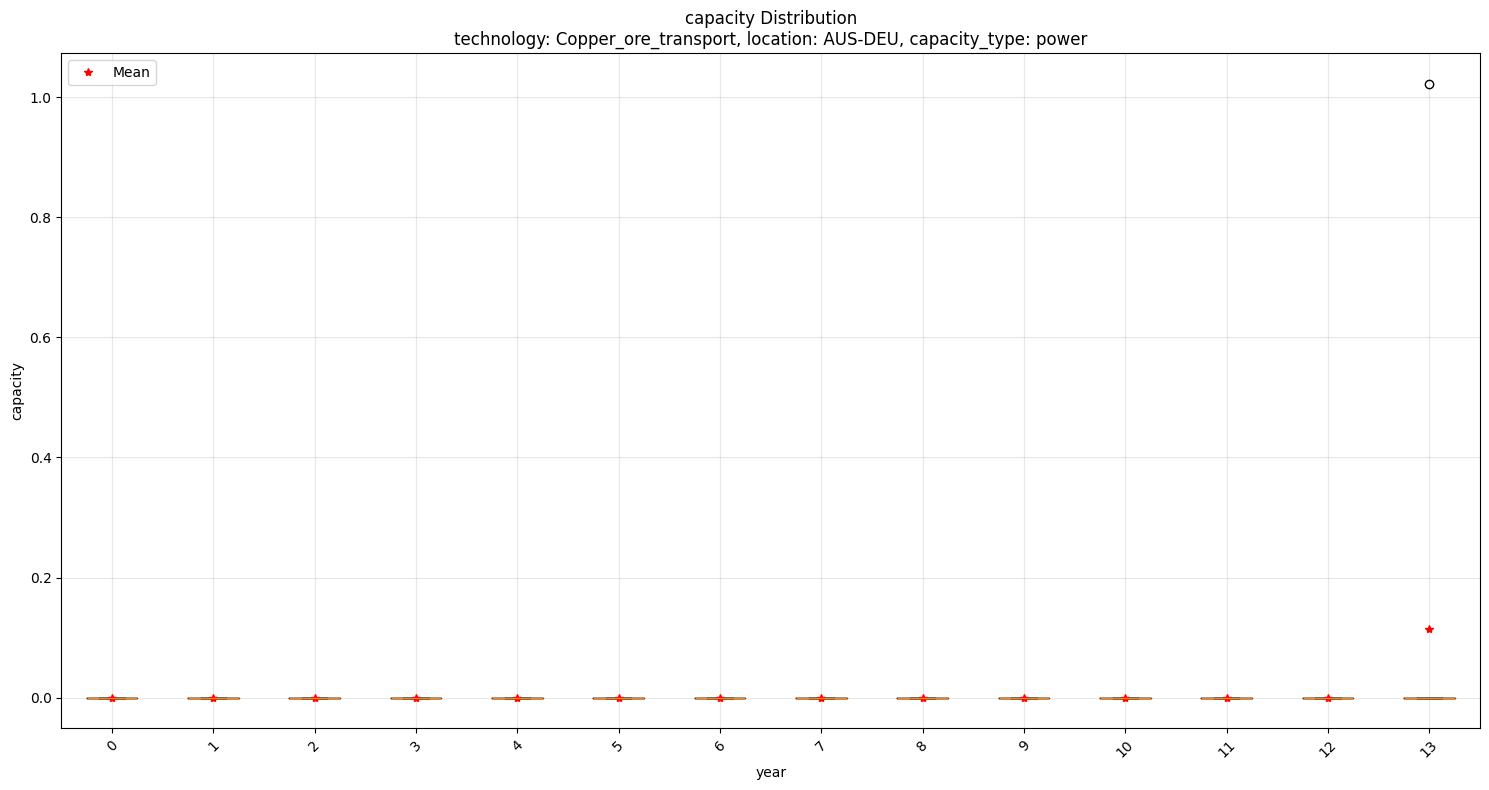 capacity Distribution
technology: Copper_ore_transport, location: AUS-DEU, capacity_type: power
Mean
1.0
0.8
0.6
0.4
0.2
0.0
capacity
0 1 2 3 4 5 6 7 8 9 10 11 12 13
year